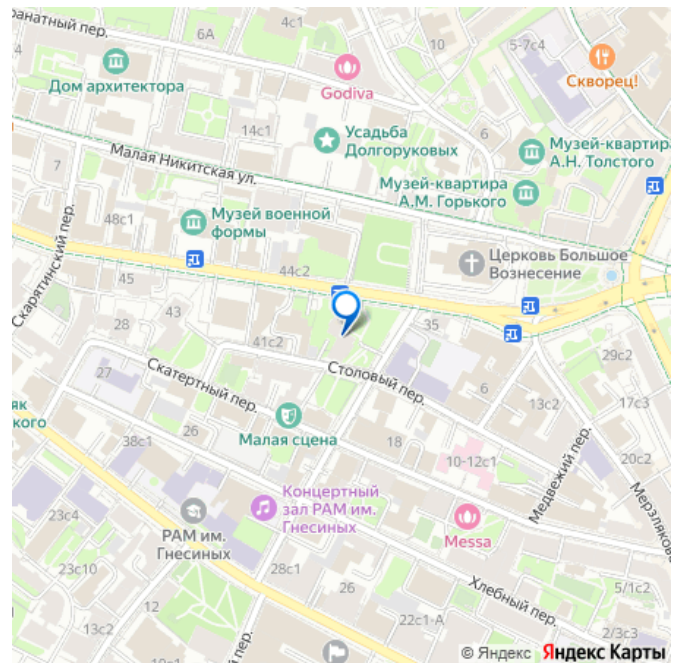 ранатный пер.
4с1
6А
10
5-7с4
Скворец!
Дом архитектора
Godiva
14с1
Усадьба
Долгоруковых
6
Музей-квартира
А.Н. Толстого
7
Малая Никитская ул.
Музей-квартира
А.М. Горького
48с1
Музей военной
формы
Скарятинский пер.
Церковь Большое
Вознесение
44с2
45
43
28
41с2
35
29с2
27
Скатертный пер.
Столовый пер.
6
13с2
17с3
як
кого
38с1
26
Малая сцена
18
10-12с1
Медвежий пер.
20с2
Мерзляков
23с4
РАМ им.
Гнесиных
Концертный
зал РАМ им.
Гнесиных
Messa
23с10
28с1
26
Хлебный пер.
5/1с2
12
13с2
22с1-А
2/3с3
пер.
© Яндекс Яндекс Карты